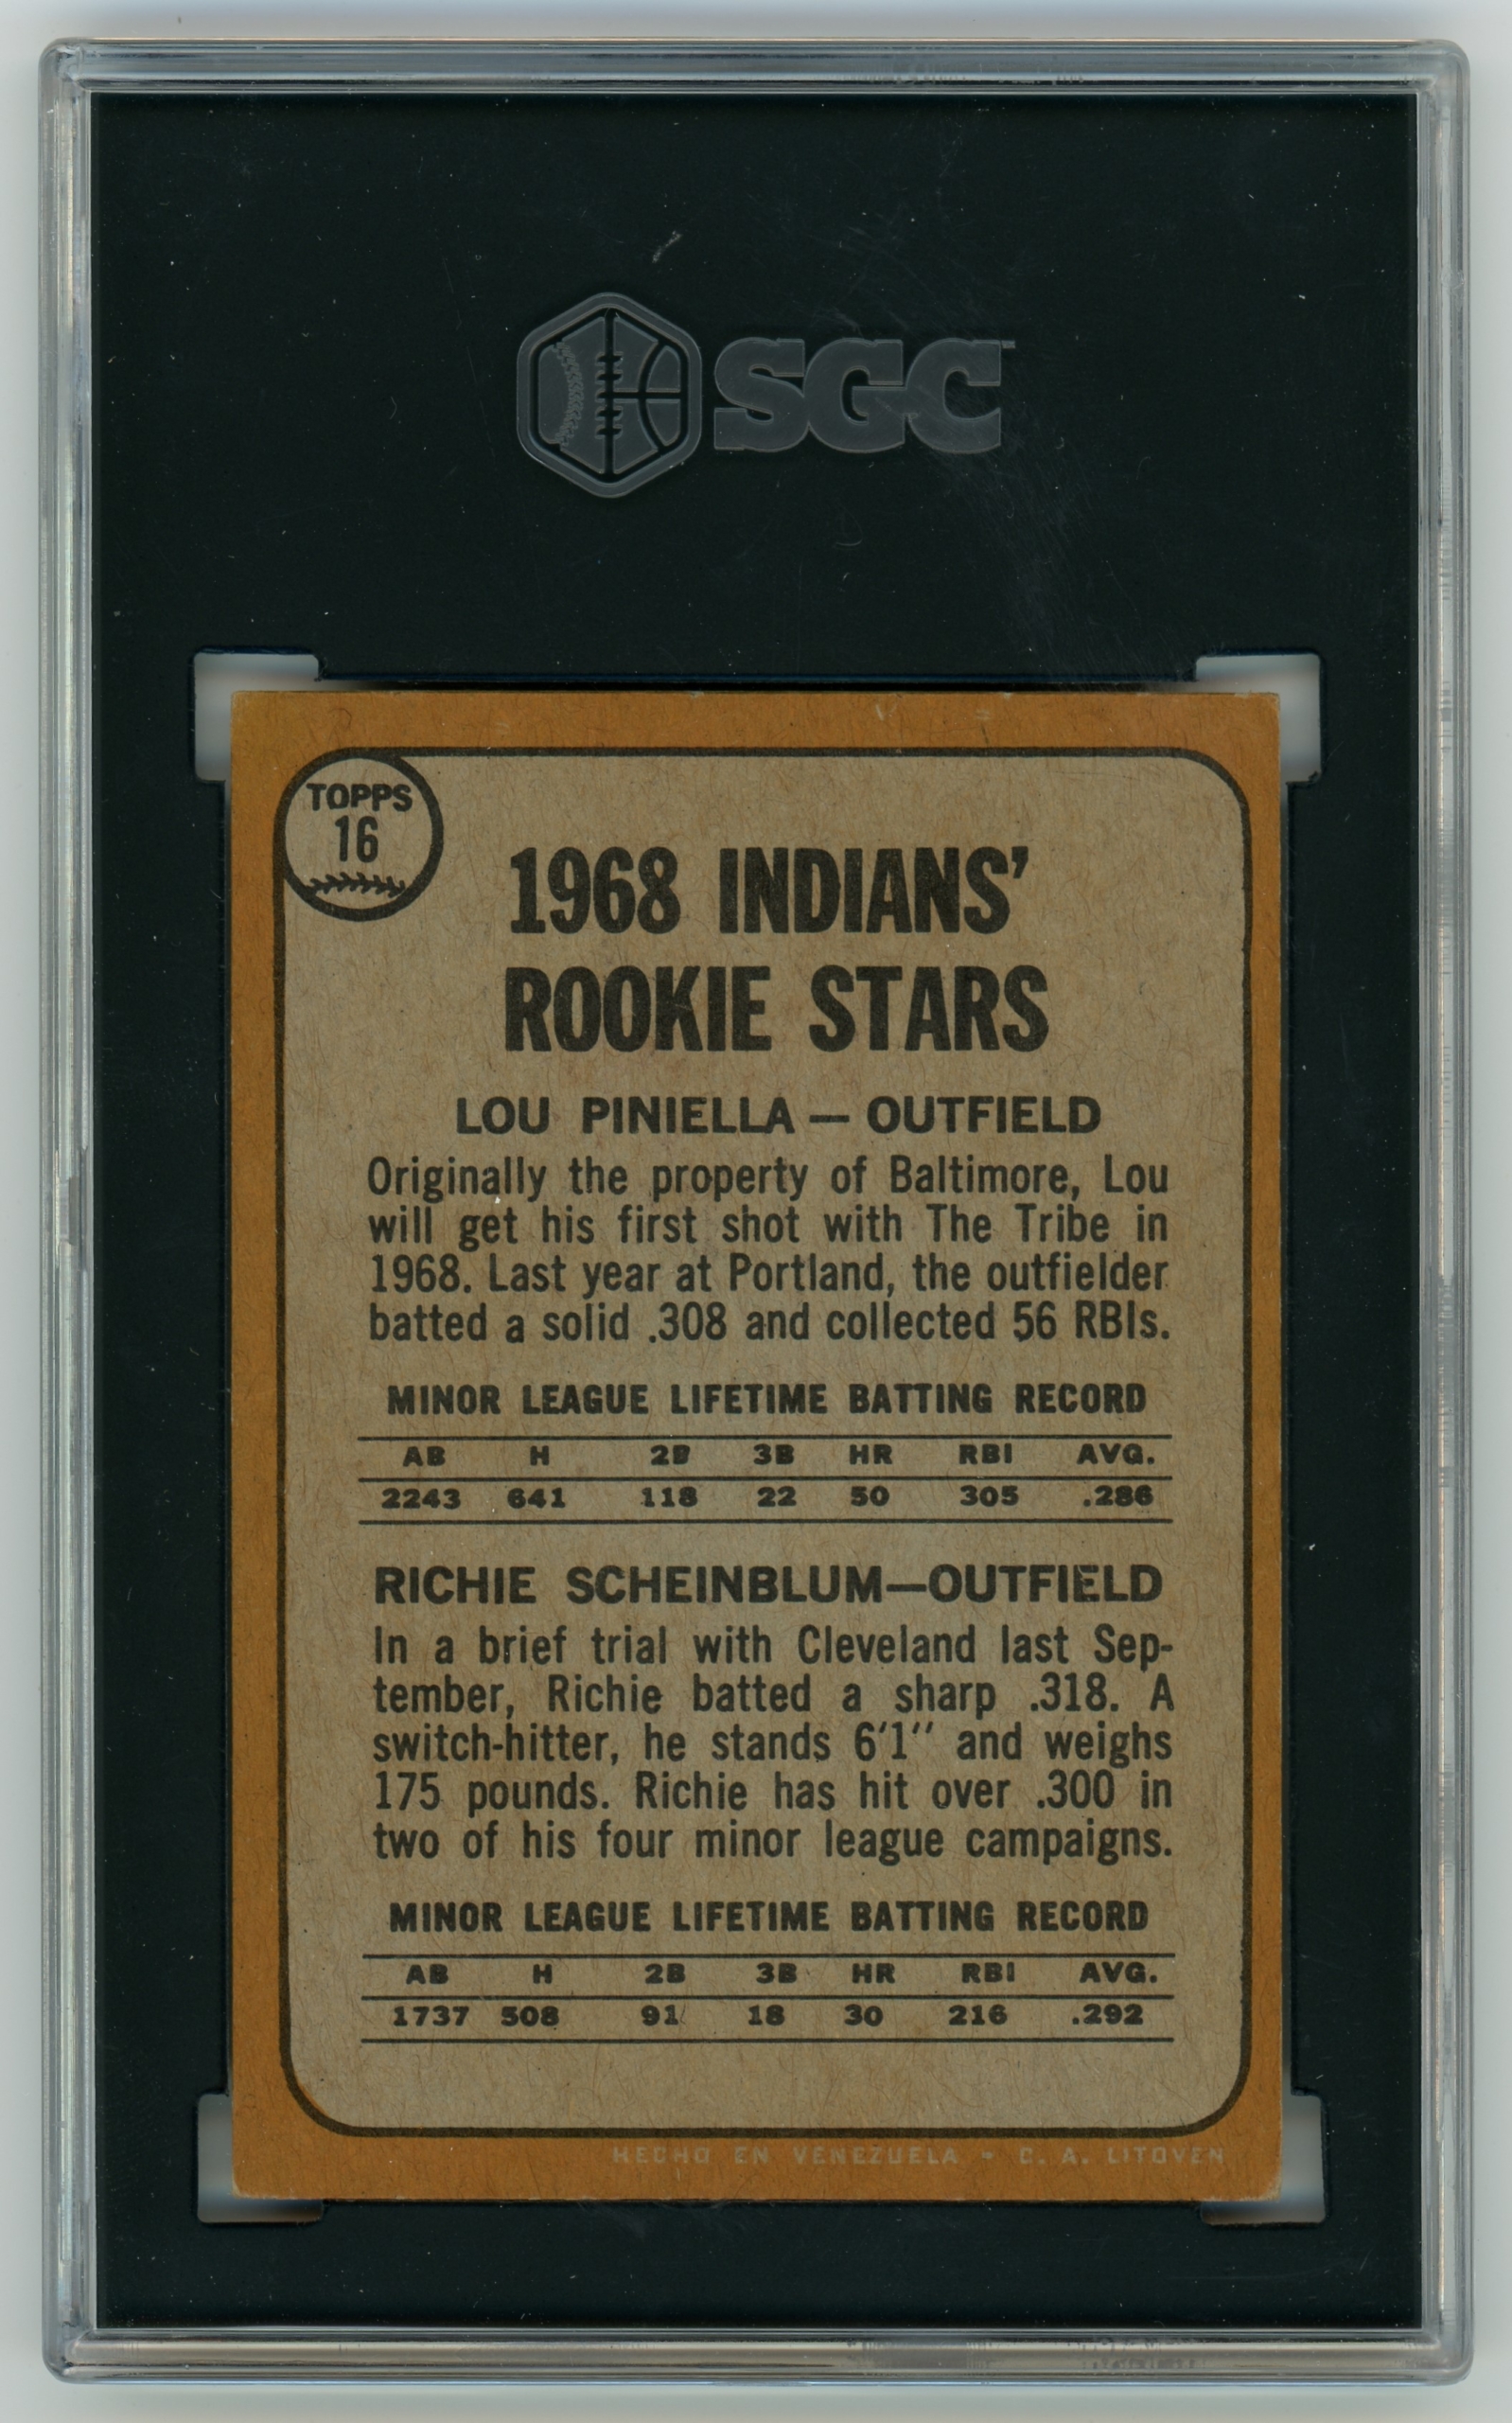 SGC
TOPPS
16
1968 INDIANS'
ROOKIE STARS
LOU PINIELLA — OUTFIELD
Originally the property of Baltimore, Lou
will get his first shot with The Tribe in
1968. Last year at Portland, the outfielder
batted a solid .308 and collected 56 RBIs.
MINOR LEAGUE LIFETIME BATTING RECORD
AB H 2B 3B HR RBI AVG.
2243 641 118 22 50 305 .286
RICHIE SCHEINBLUM—OUTFIELD
In a brief trial with Cleveland last Sep-
tember, Richie batted a sharp .318. A
switch-hitter, he stands 6'1'' and weighs
175 pounds. Richie has hit over .300 in
two of his four minor league campaigns.
MINOR LEAGUE LIFETIME BATTING RECORD
AB H 2B 3B HR RBI AVG.
1737 508 91 18 30 216 .292
HECHO EN VENEZUELA - C. A. LITOVEN